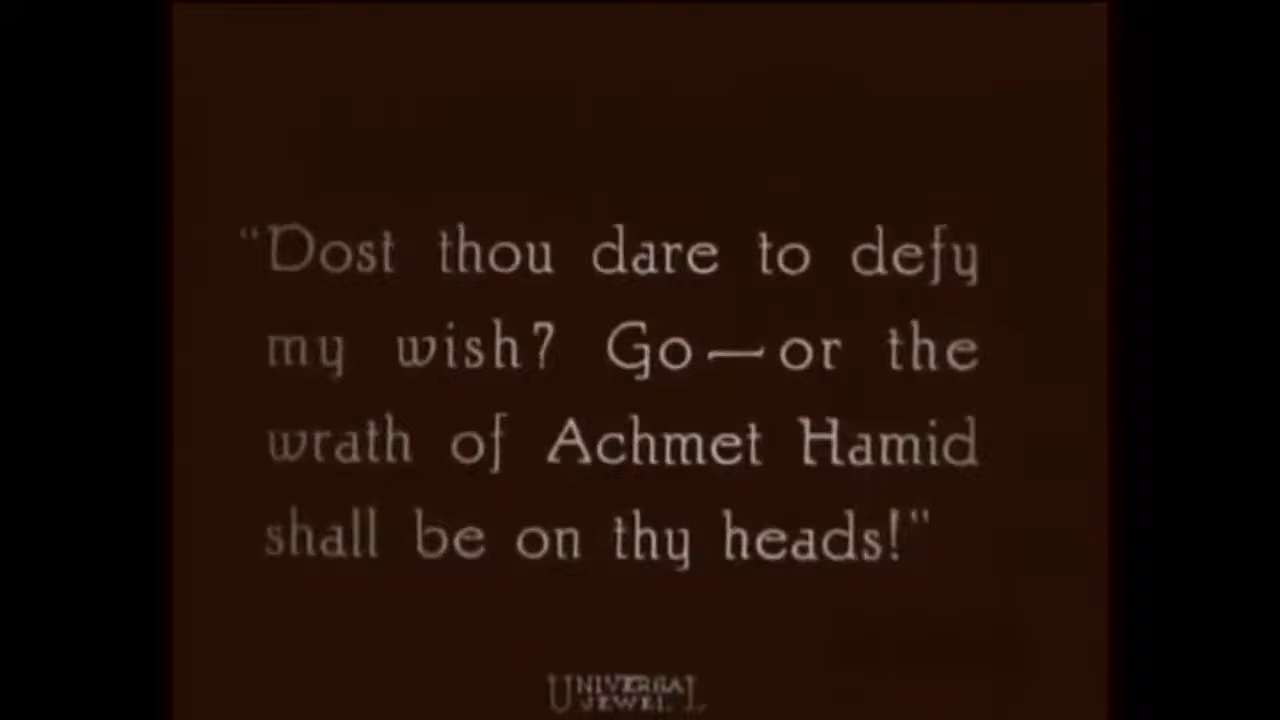 “Dost thou dare to defy
my wish? Go—or the
wrath of Achmet Hamid
shall be on thy heads!”
UNIVERSAL
JEWEL